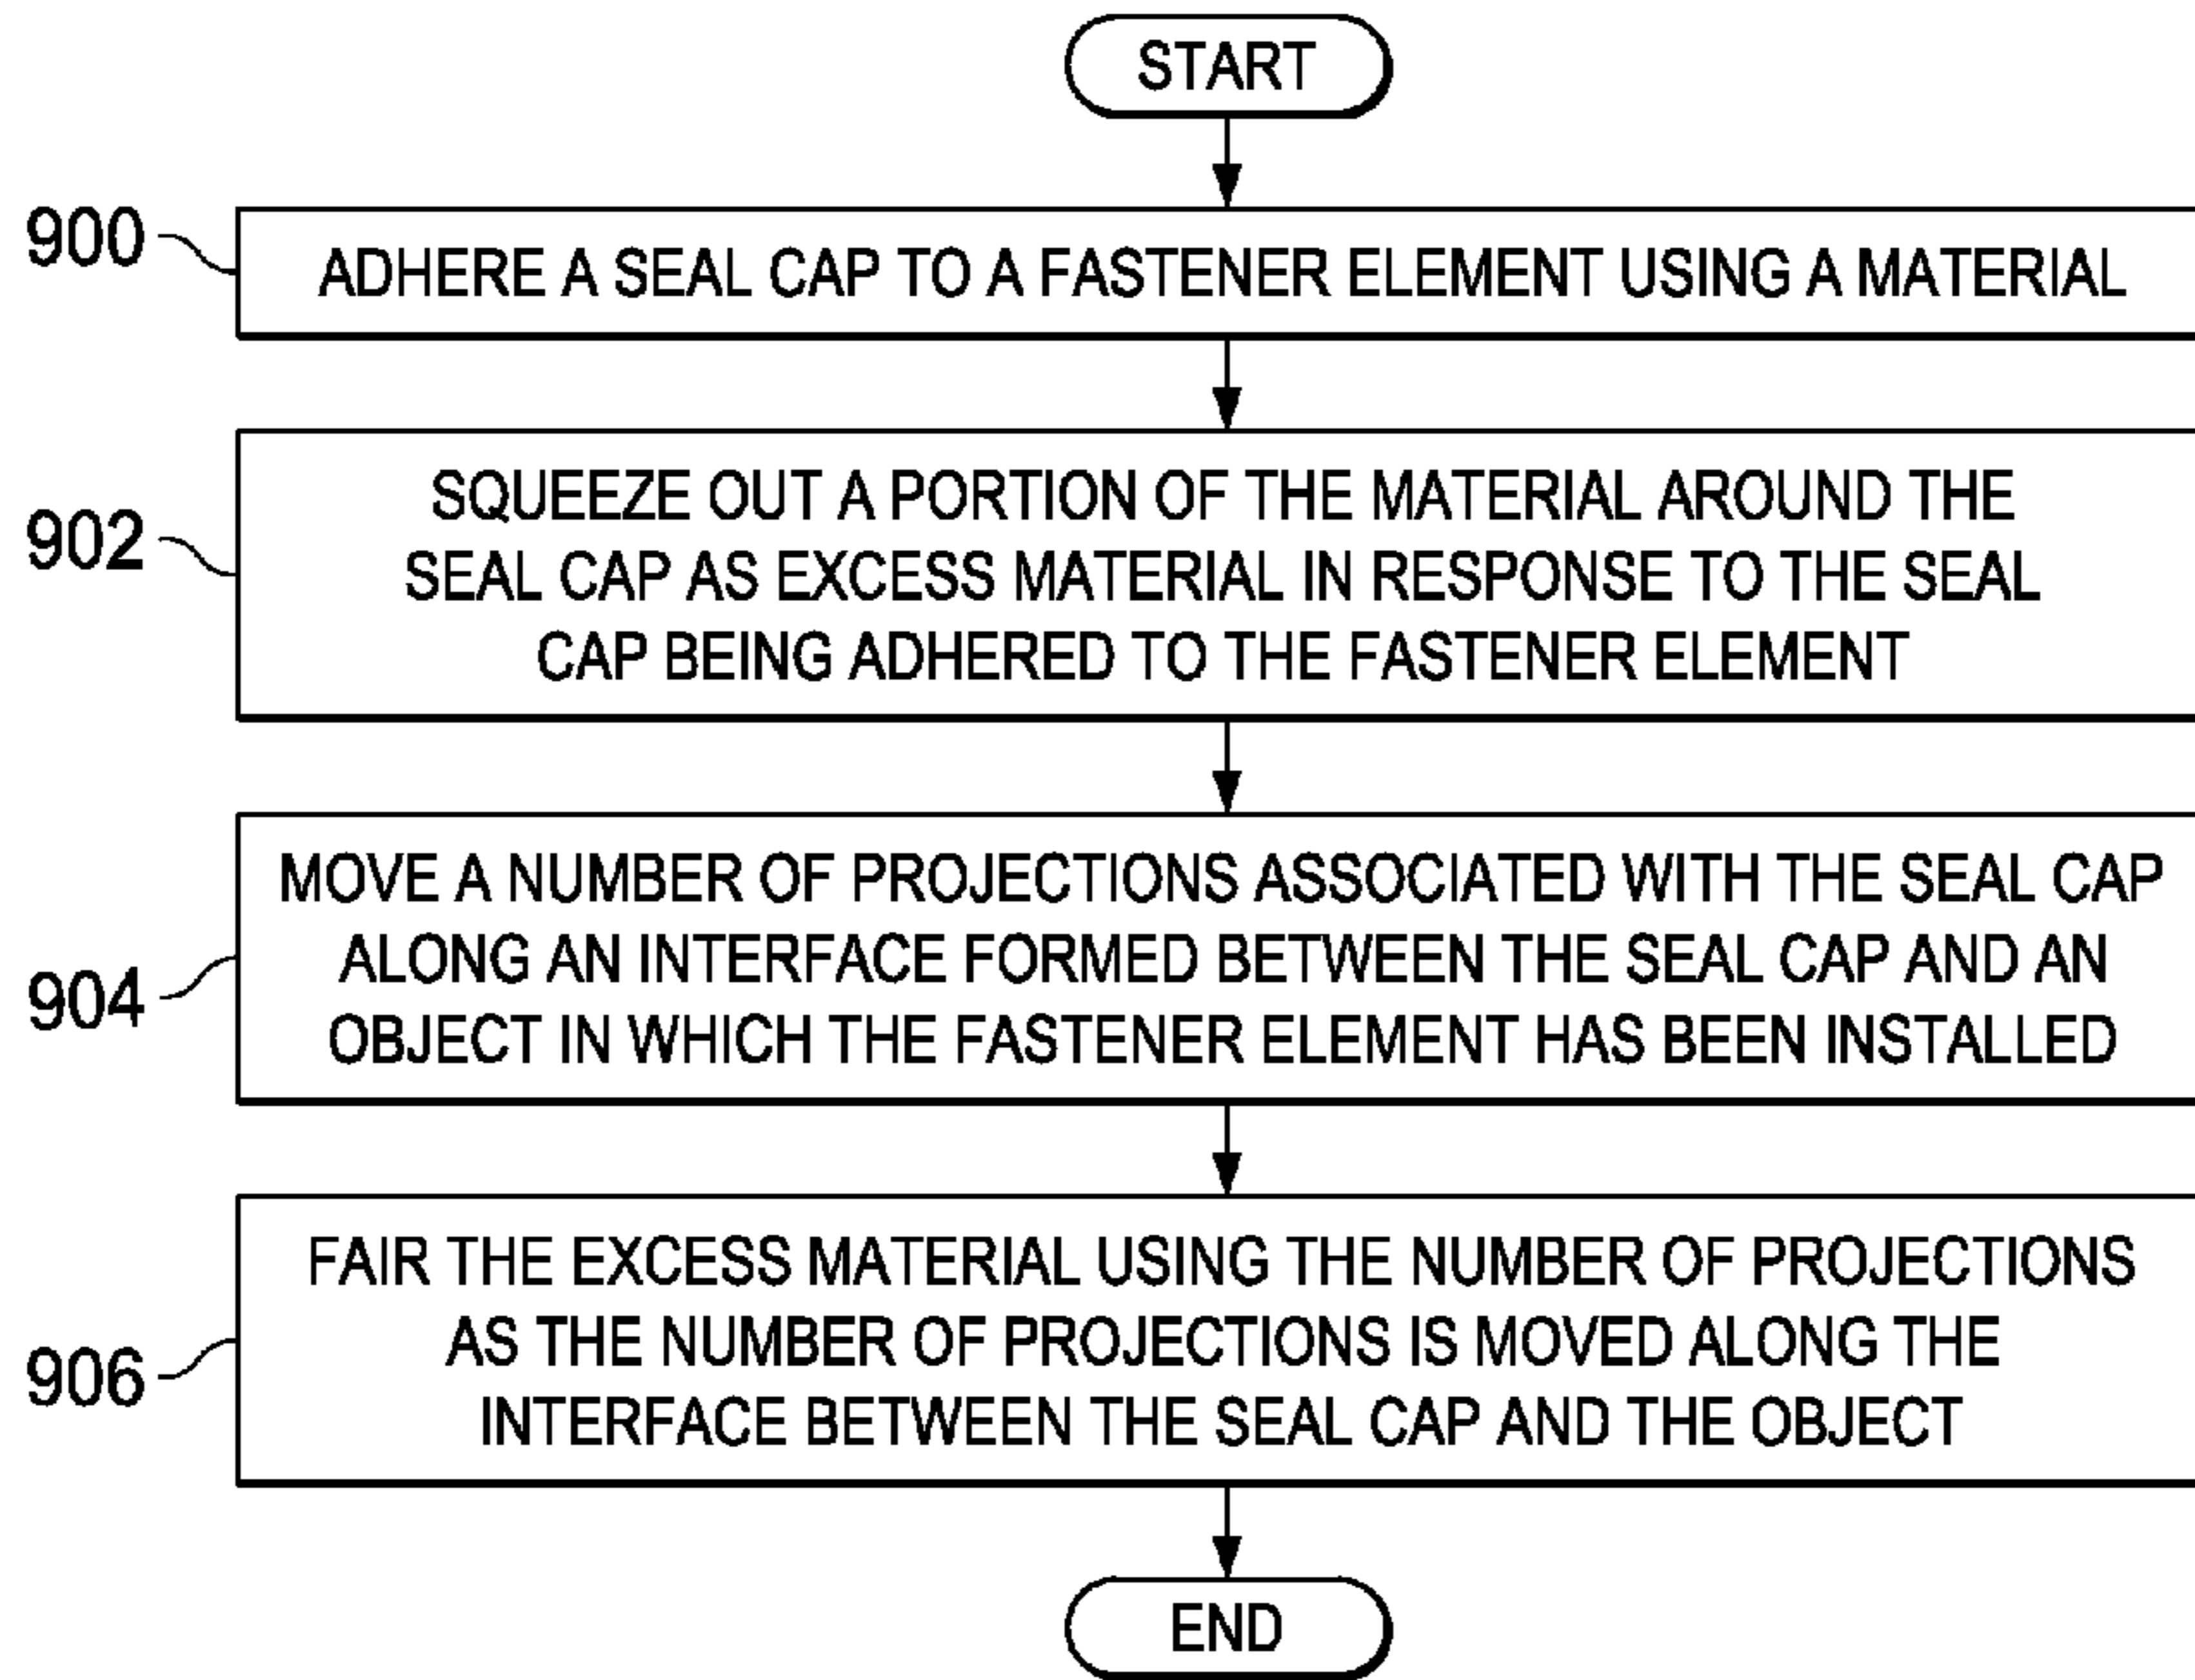 START
900
ADHERE A SEAL CAP TO A FASTENER ELEMENT USING A MATERIAL
902
SQUEEZE OUT A PORTION OF THE MATERIAL AROUND THE
SEAL CAP AS EXCESS MATERIAL IN RESPONSE TO THE SEAL
CAP BEING ADHERED TO THE FASTENER ELEMENT
904
MOVE A NUMBER OF PROJECTIONS ASSOCIATED WITH THE SEAL CAP
ALONG AN INTERFACE FORMED BETWEEN THE SEAL CAP AND AN
OBJECT IN WHICH THE FASTENER ELEMENT HAS BEEN INSTALLED
906
FAIR THE EXCESS MATERIAL USING THE NUMBER OF PROJECTIONS
AS THE NUMBER OF PROJECTIONS IS MOVED ALONG THE
INTERFACE BETWEEN THE SEAL CAP AND THE OBJECT
END